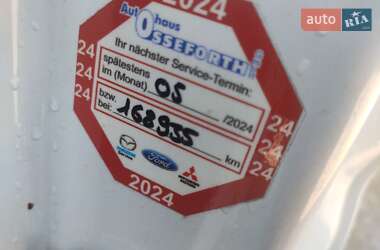 2024
Autohaus
OSSEFORTH
Ihr nächster Service-Termin:
spätestens
im (Monat) 05 /2024
bzw.
bei: 168955 km
Ford
24 24
24 24
24 24
2024
auto RIA